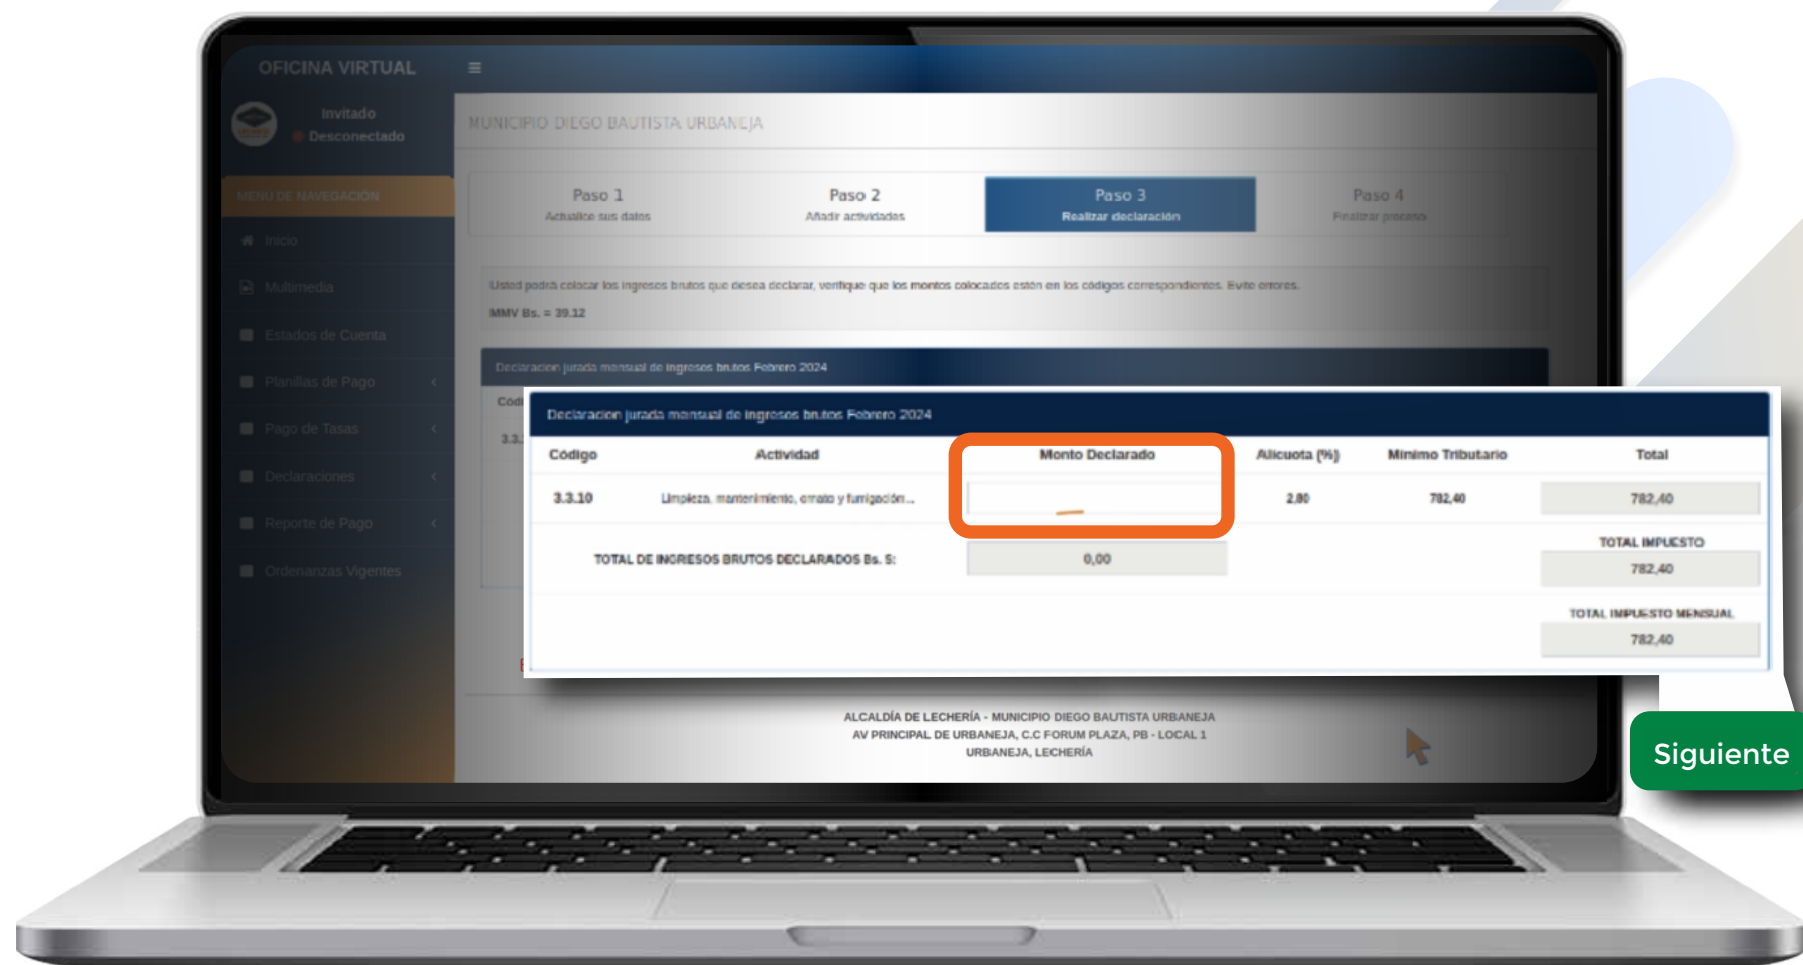 OFICINA VIRTUAL
Invitado
Desconectado
MENÚ DE NAVEGACIÓN
Inicio
Multimedia
Estados de Cuenta
Planillas de Pago
Pago de Tasas
Declaraciones
Reporte de Pago
Ordenanzas Vigentes
MUNICIPIO DIEGO BAUTISTA URBANEJA
Paso 1
Actualice sus datos
Paso 2
Añadir actividades
Paso 3
Realizar declaración
Paso 4
Finalizar proceso
Usted podrá colocar los ingresos brutos que desea declarar, verifique que los montos colocados estén en los códigos correspondientes. Evite errores.
MMV Bs. = 39.12
Declaracion jurada mensual de ingresos brutos Febrero 2024
Declaracion jurada mensual de ingresos brutos Febrero 2024
Código Actividad Monto Declarado Alicuota (%) Mínimo Tributario Total
3.3.10 Limpieza, mantenimiento, ornato y fumigación... 2,80 782,40 782,40
TOTAL DE INGRESOS BRUTOS DECLARADOS Bs. S: 0,00
TOTAL IMPUESTO
782,40
TOTAL IMPUESTO MENSUAL
782,40
ALCALDÍA DE LECHERÍA - MUNICIPIO DIEGO BAUTISTA URBANEJA
AV PRINCIPAL DE URBANEJA, C.C FORUM PLAZA, PB - LOCAL 1
URBANEJA, LECHERÍA
Siguiente